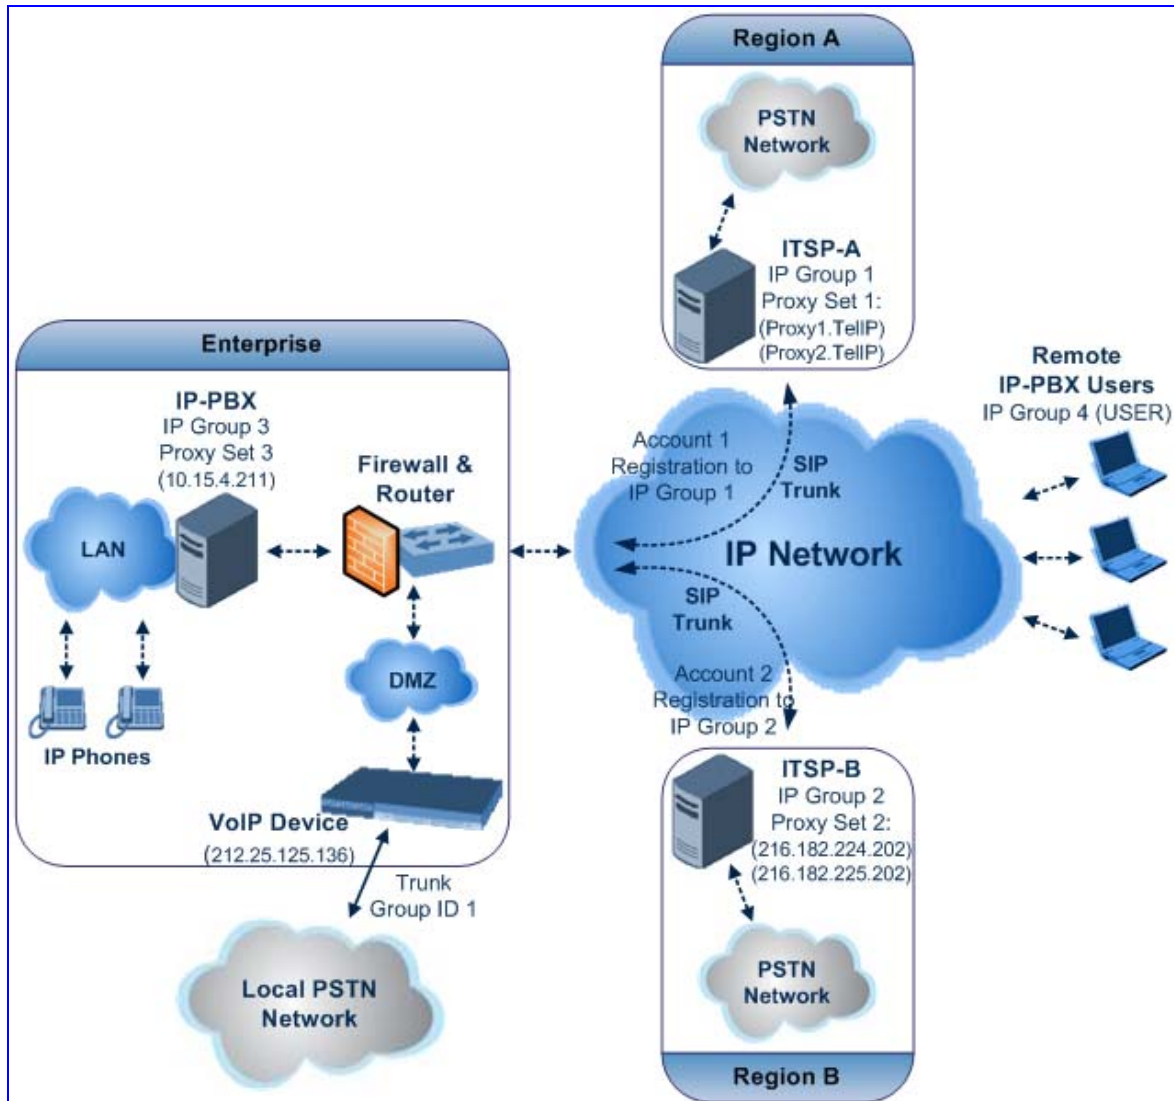 Region A
PSTN
Network
ITSP-A
IP Group 1
Proxy Set 1:
(Proxy1.TelIP)
(Proxy2.TelIP)
Enterprise
IP-PBX
IP Group 3
Proxy Set 3
(10.15.4.211)
Firewall &
Router
LAN
DMZ
IP Phones
VoIP Device
(212.25.125.136)
Trunk
Group ID 1
Local PSTN
Network
Account 1
Registration to
IP Group 1
SIP
Trunk
IP Network
SIP
Trunk
Account 2
Registration to
IP Group 2
Remote
IP-PBX Users
IP Group 4 (USER)
ITSP-B
IP Group 2
Proxy Set 2:
(216.182.224.202)
(216.182.225.202)
PSTN
Network
Region B